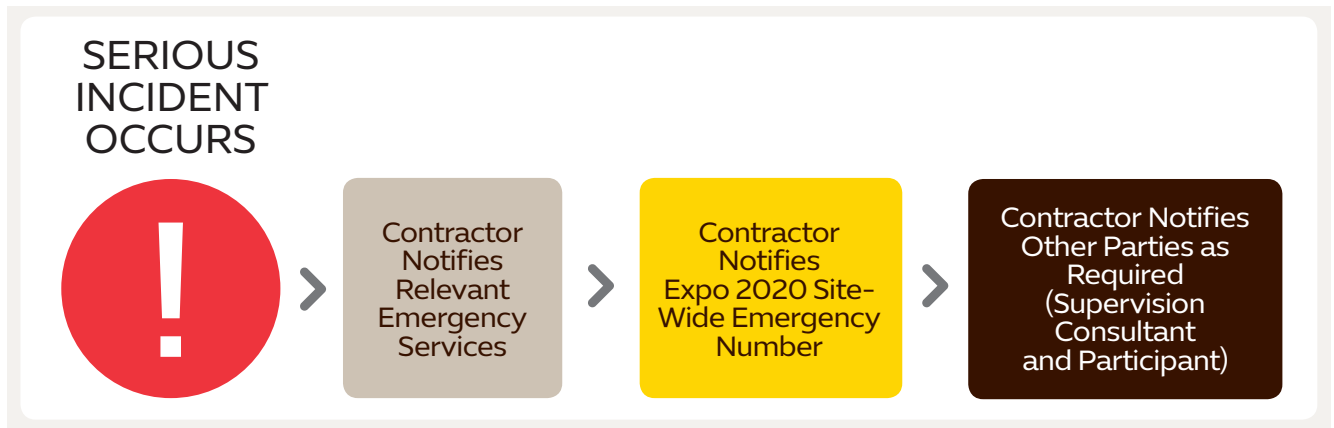 SERIOUS
INCIDENT
OCCURS
!
Contractor
Notifies
Relevant
Emergency
Services
Contractor
Notifies
Expo 2020 Site-
Wide Emergency
Number
Contractor Notifies
Other Parties as
Required
(Supervision
Consultant
and Participant)